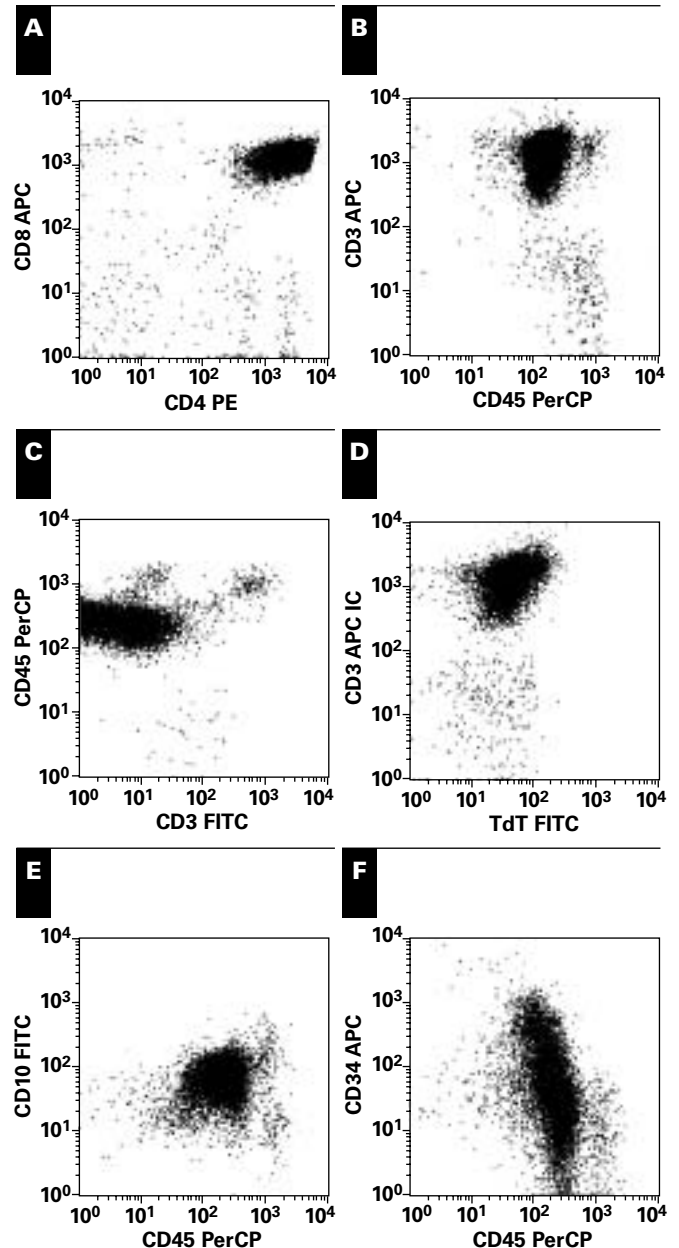 A
B
10⁴
10³
10²
10¹
10⁰
CD8 APC
10⁰ 10¹ 10² 10³ 10⁴
CD4 PE
10⁴
10³
10²
10¹
10⁰
CD3 APC
10⁰ 10¹ 10² 10³ 10⁴
CD45 PerCP
C
D
10⁴
10³
10²
10¹
10⁰
CD45 PerCP
10⁰ 10¹ 10² 10³ 10⁴
CD3 FITC
10⁴
10³
10²
10¹
10⁰
CD3 APC IC
10⁰ 10¹ 10² 10³ 10⁴
TdT FITC
E
F
10⁴
10³
10²
10¹
10⁰
CD10 FITC
10⁰ 10¹ 10² 10³ 10⁴
CD45 PerCP
10⁴
10³
10²
10¹
10⁰
CD34 APC
10⁰ 10¹ 10² 10³ 10⁴
CD45 PerCP